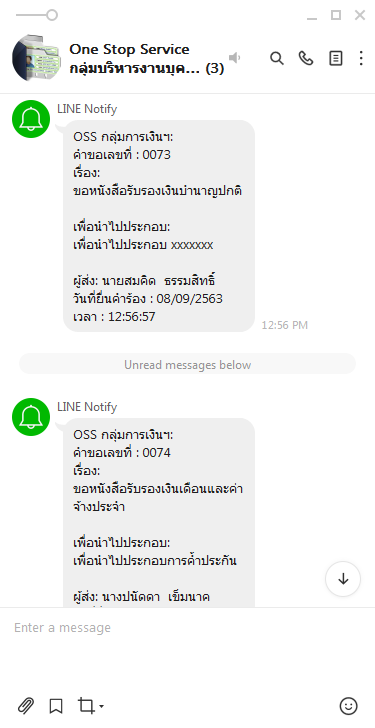 One Stop Service
กลุ่มบริหารงานบุค... (3)
LINE Notify
OSS กลุ่มการเงินฯ:
คำขอเลขที่ : 0073
เรื่อง:
ขอหนังสือรับรองเงินบำนาญปกติ
เพื่อนำไปประกอบ:
เพื่อนำไปประกอบ xxxxxxx
ผู้ส่ง: นายสมคิด ธรรมสิทธิ์
วันที่ยื่นคำร้อง : 08/09/2563
เวลา : 12:56:57
12:56 PM
Unread messages below
LINE Notify
OSS กลุ่มการเงินฯ:
คำขอเลขที่ : 0074
เรื่อง:
ขอหนังสือรับรองเงินเดือนและค่า
จ้างประจำ
เพื่อนำไปประกอบ:
เพื่อนำไปประกอบการค้ำประกัน
ผู้ส่ง: นางปนัดดา เข็มนาค
Enter a message